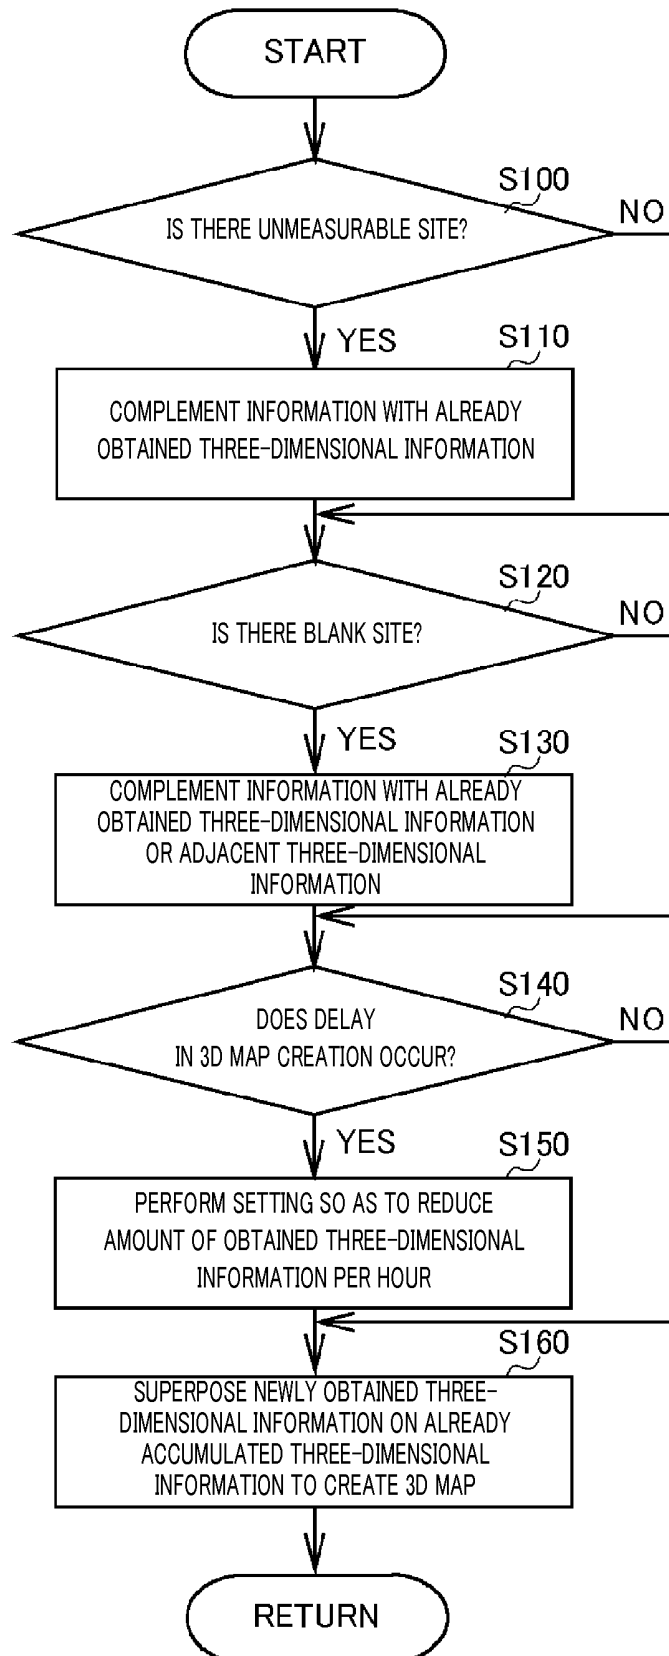 START
S100
NO
IS THERE UNMEASURABLE SITE?
YES
S110
COMPLEMENT INFORMATION WITH ALREADY
OBTAINED THREE-DIMENSIONAL INFORMATION
S120
NO
IS THERE BLANK SITE?
YES
S130
COMPLEMENT INFORMATION WITH ALREADY
OBTAINED THREE-DIMENSIONAL INFORMATION
OR ADJACENT THREE-DIMENSIONAL
INFORMATION
S140
NO
DOES DELAY
IN 3D MAP CREATION OCCUR?
YES
S150
PERFORM SETTING SO AS TO REDUCE
AMOUNT OF OBTAINED THREE-DIMENSIONAL
INFORMATION PER HOUR
S160
SUPERPOSE NEWLY OBTAINED THREE-
DIMENSIONAL INFORMATION ON ALREADY
ACCUMULATED THREE-DIMENSIONAL
INFORMATION TO CREATE 3D MAP
RETURN